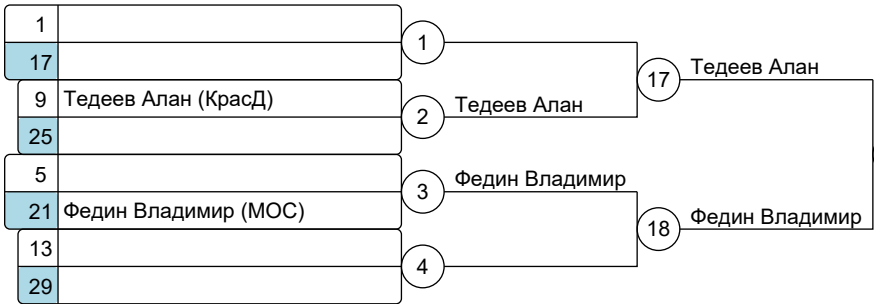 1
1
17
17
Тедеев Алан
9 Тедеев Алан (КрасД)
2
Тедеев Алан
25
5
3
Федин Владимир
21 Федин Владимир (МОС)
18
Федин Владимир
13
4
29